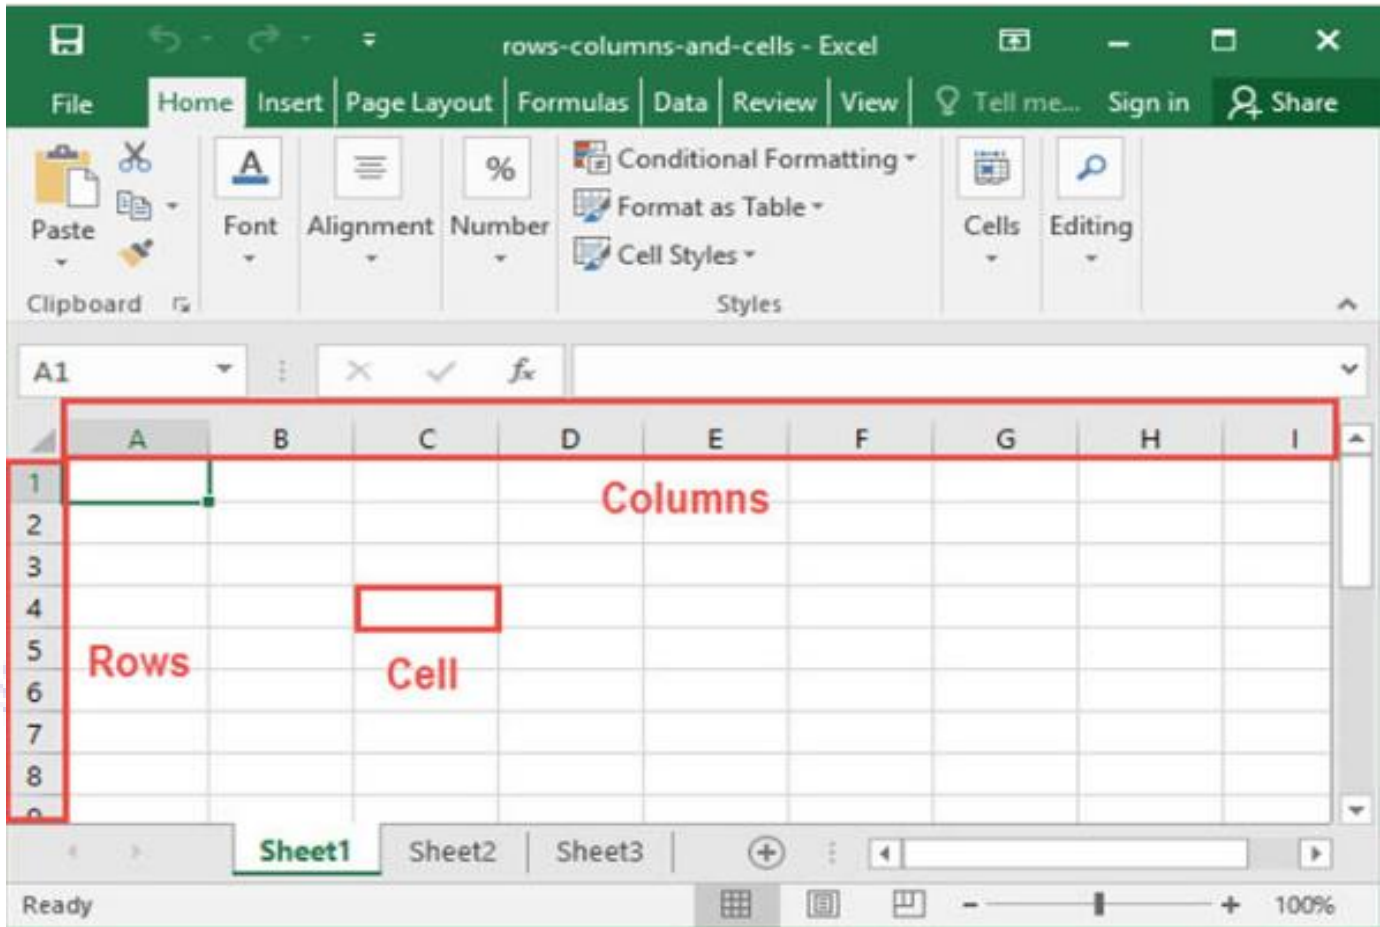 rows-columns-and-cells - Excel
File Home Insert Page Layout Formulas Data Review View Tell me... Sign in Share
Conditional Formatting
Format as Table
Cell Styles
Paste Font Alignment Number Cells Editing
Clipboard Styles
A1 fx
A B C D E F G H I
1
Columns
2
3
4
5
Rows
Cell
6
7
8
9
Sheet1 Sheet2 Sheet3
Ready 100%